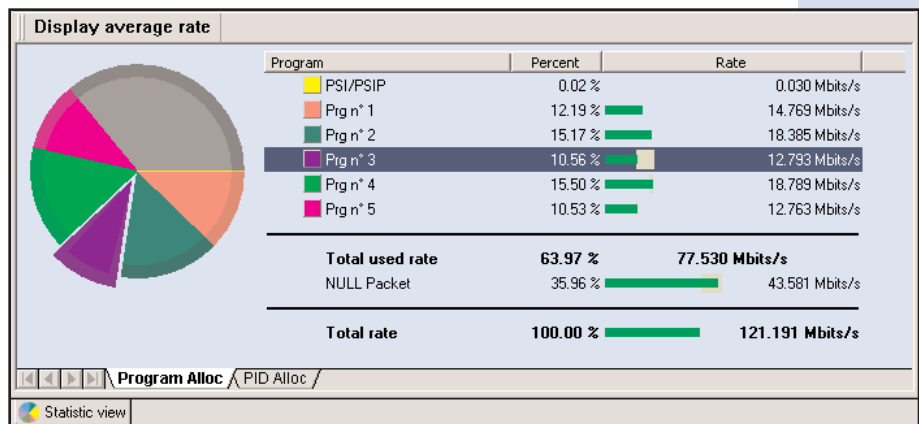 Display average rate
Program Percent Rate
PSI/PSIP 0.02 % 0.030 Mbits/s
Prg n° 1 12.19 % 14.769 Mbits/s
Prg n° 2 15.17 % 18.385 Mbits/s
Prg n° 3 10.56 % 12.793 Mbits/s
Prg n° 4 15.50 % 18.789 Mbits/s
Prg n° 5 10.53 % 12.763 Mbits/s
Total used rate 63.97 % 77.530 Mbits/s
NULL Packet 35.96 % 43.581 Mbits/s
Total rate 100.00 % 121.191 Mbits/s
Program Alloc PID Alloc
Statistic view